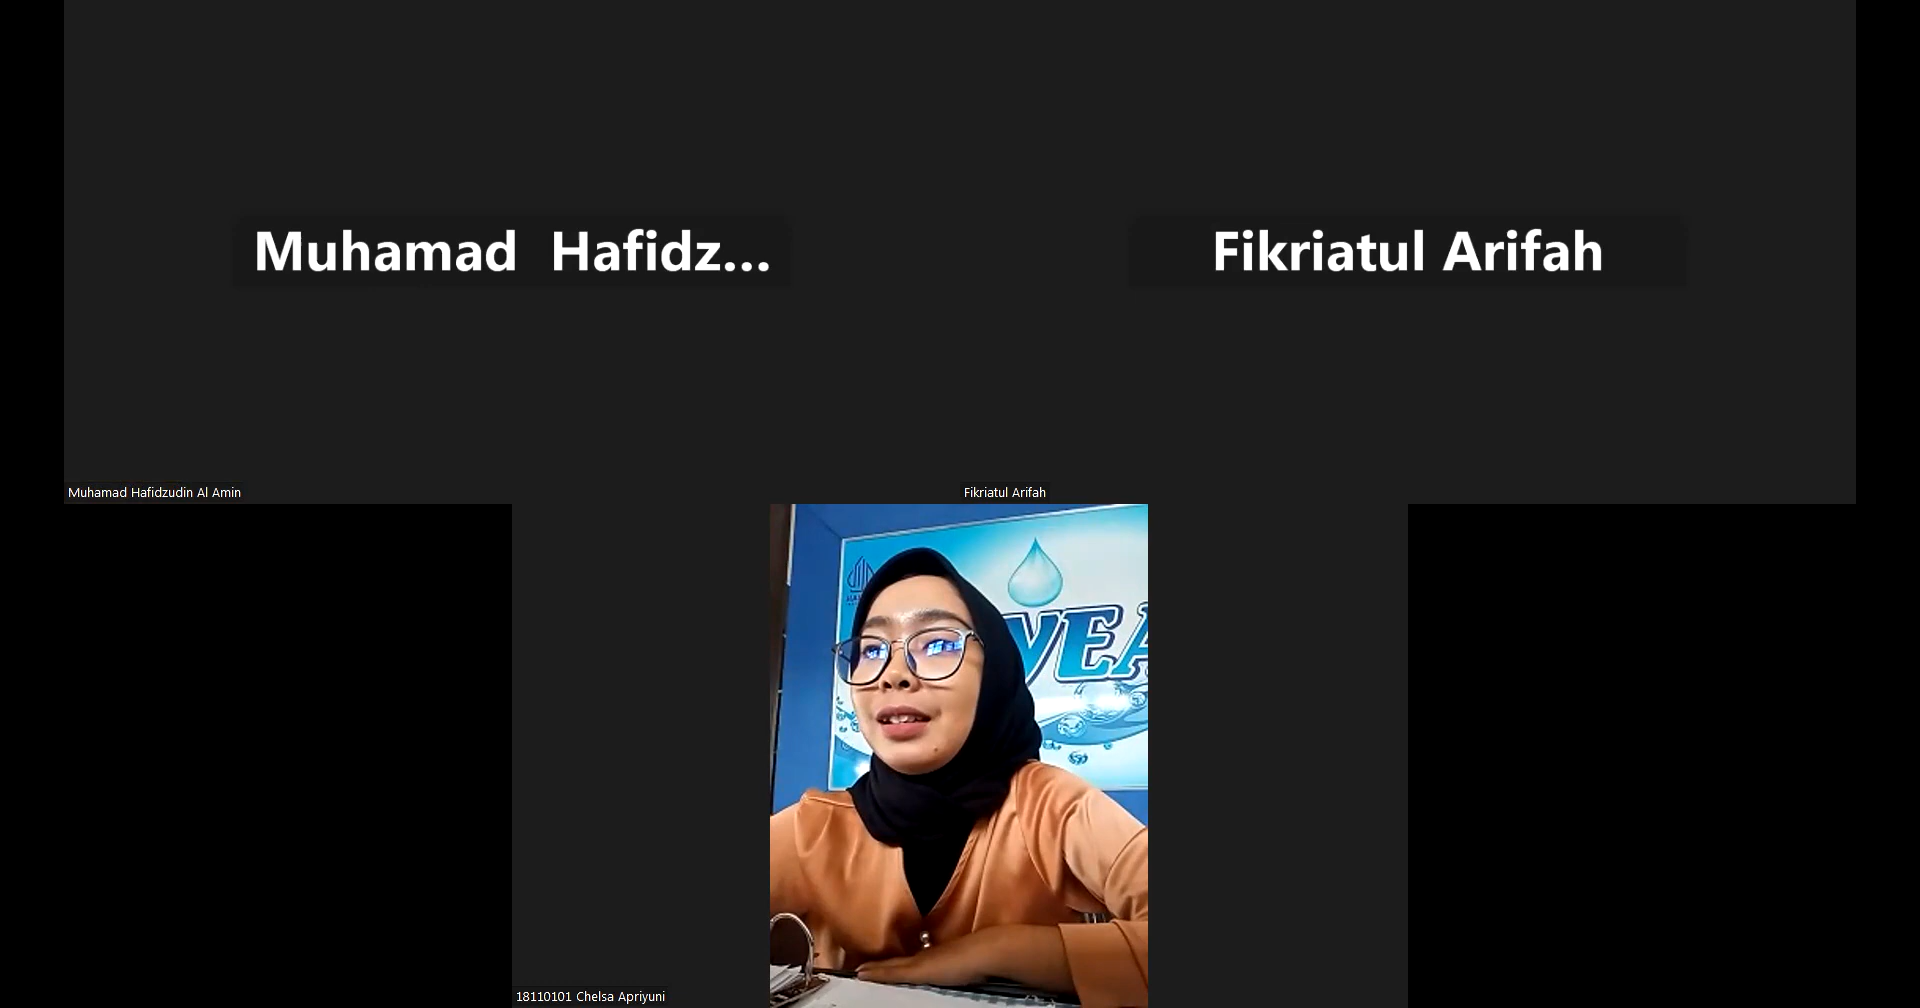 Muhamad  Hafidz...
Fikriatul Arifah
Muhamad Hafidzudin Al Amin
Fikriatul Arifah
18110101 Chelsa Apriyuni